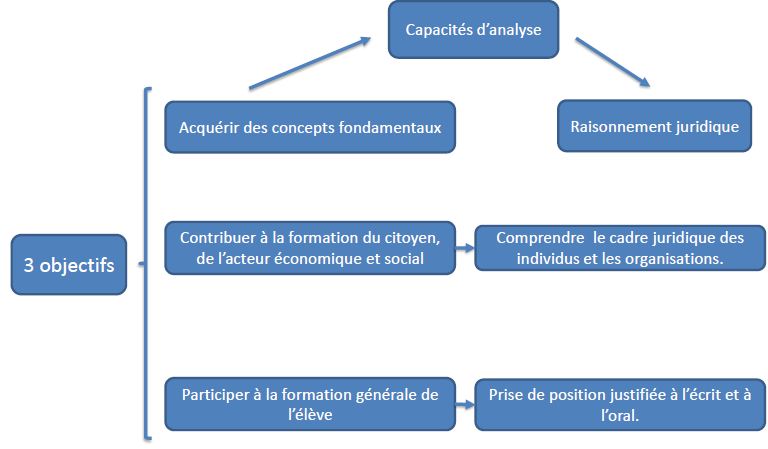 Capacités d’analyse
Acquérir des concepts fondamentaux
Raisonnement juridique
3 objectifs
Contribuer à la formation du citoyen,
de l’acteur économique et social
Comprendre le cadre juridique des
individus et les organisations.
Participer à la formation générale de
l’élève
Prise de position justifiée à l’écrit et à
l’oral.